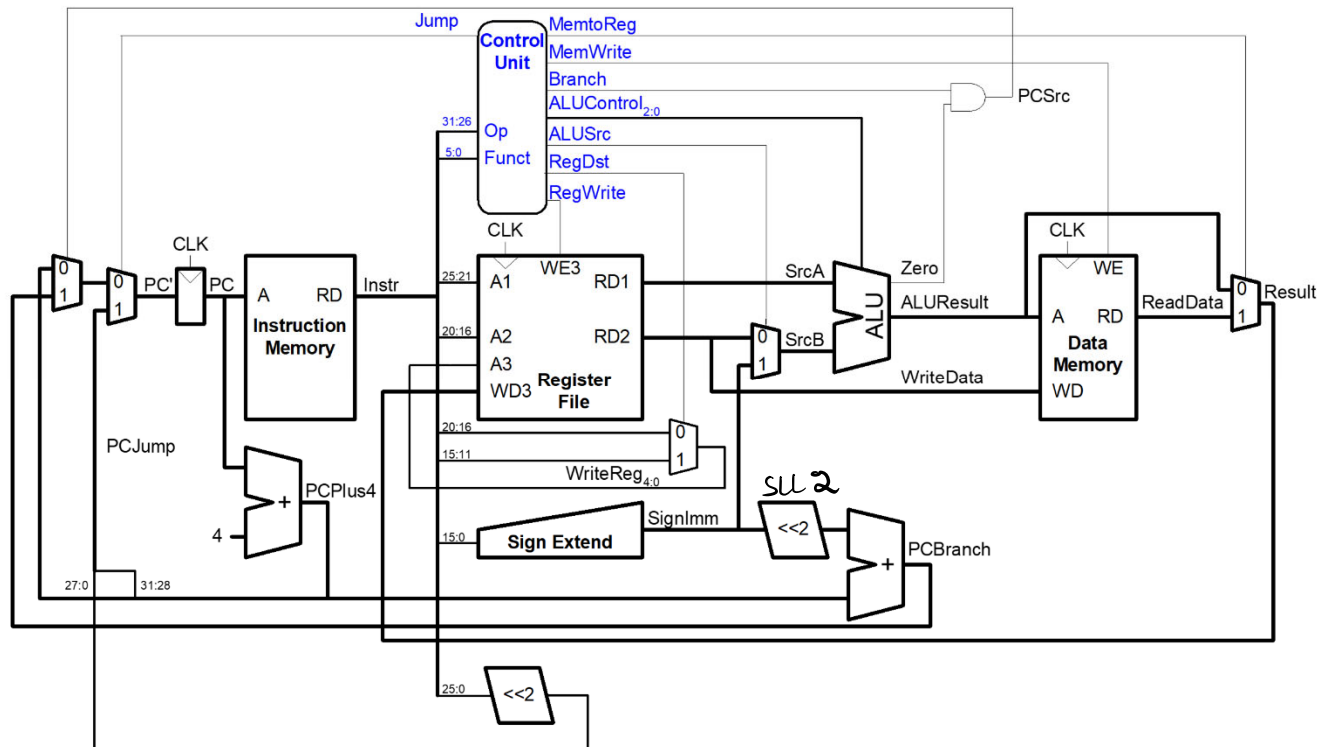 Jump
Control
Unit
MemtoReg
MemWrite
Branch
ALUControl2:0
ALUSrc
RegDst
RegWrite
31:26
Op
5:0
Funct
PCSrc
CLK
CLK
CLK
0
1
0
1
PC'
PC
A
RD
Instruction
Memory
Instr
25:21
A1
WE3
RD1
20:16
A2
RD2
A3
WD3
Register
File
SrcA
0
1
SrcB
ALU
Zero
ALUResult
WriteData
WE
A
RD
Data
Memory
WD
ReadData
0
1
Result
20:16
15:11
0
1
WriteReg4:0
PCJump
4
+
PCPlus4
27:0
31:28
15:0
Sign Extend
SignImm
SLL 2
<<2
+
PCBranch
25:0
<<2